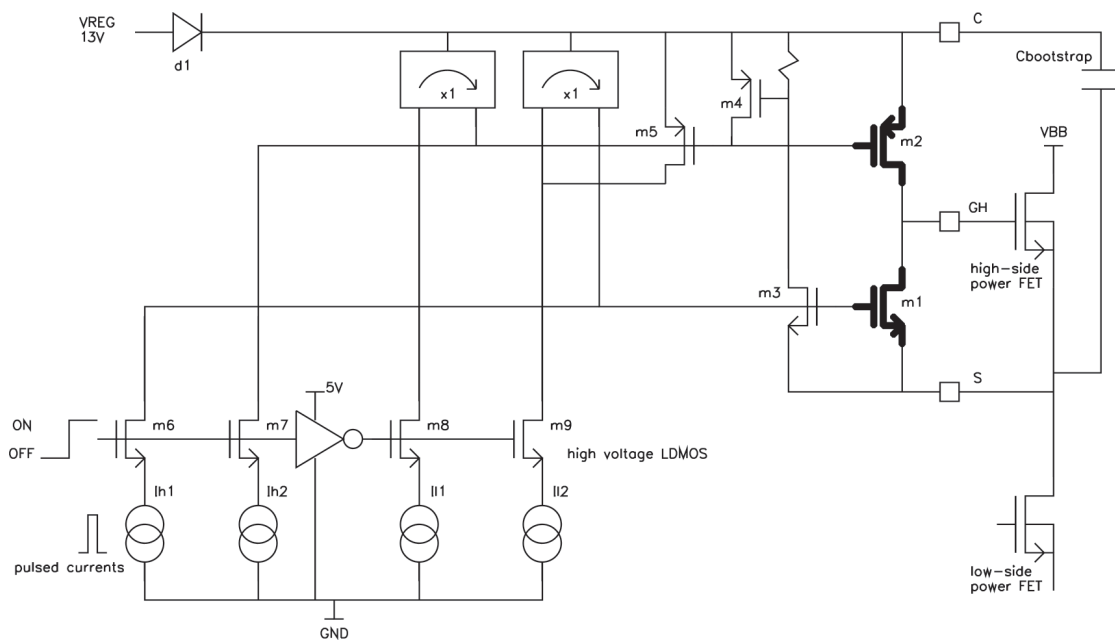 VREG
13V
d1
C
Cbootstrap
x1
x1
m4
m5
m2
VBB
GH
high-side
power FET
m3
m1
S
5V
ON
OFF
m6
m7
m8
m9
high voltage LDMOS
Ih1
Ih2
Il1
Il2
pulsed currents
low-side
power FET
GND